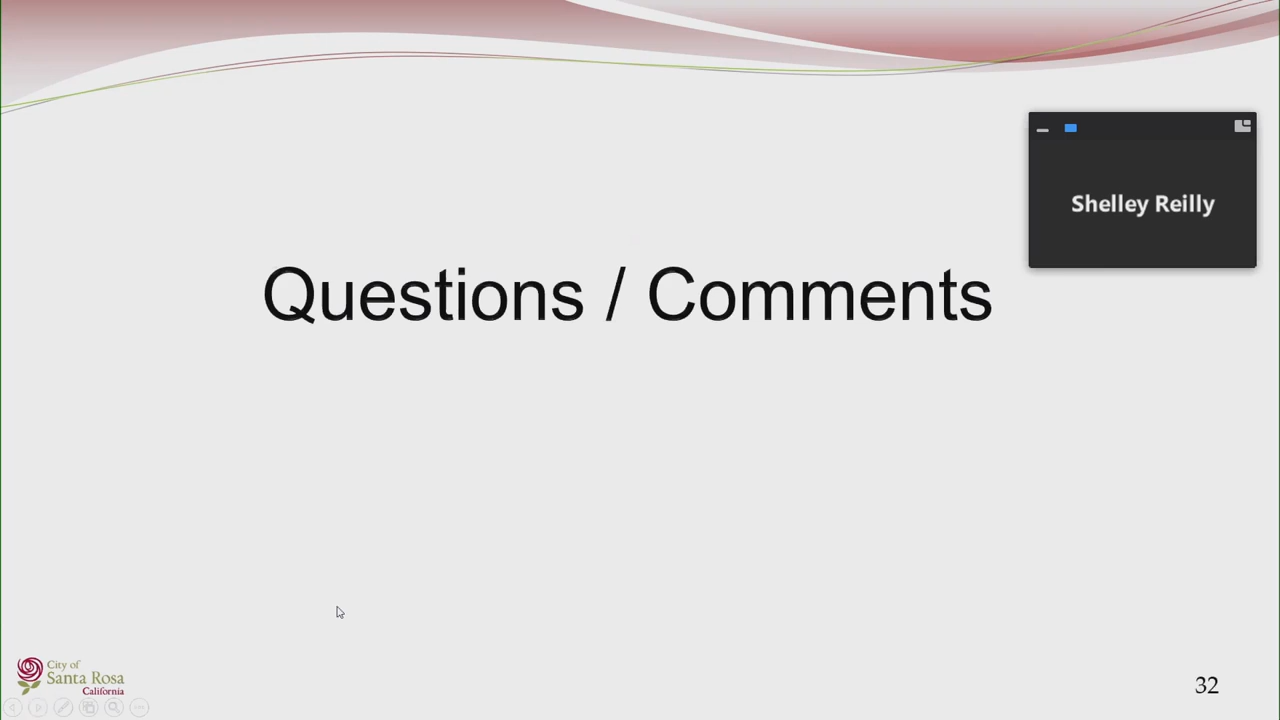 Shelley Reilly
Questions / Comments
City of
Santa Rosa
California
32